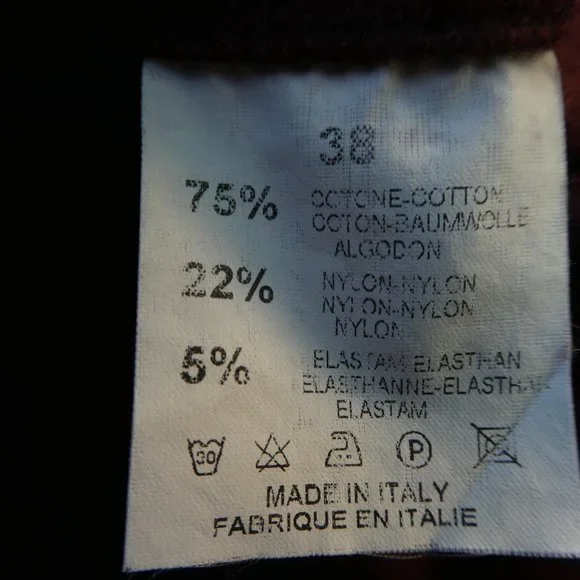 38
75% COTONE-COTTON
COTON-BAUMWOLLE
ALGODON
22% NYLON-NYLON
NYLON-NYLON
NYLON
5% ELASTAM ELASTHAN
ELASTHANNE-ELASTHAN
ELASTAM
30 P
MADE IN ITALY
FABRIQUE EN ITALIE